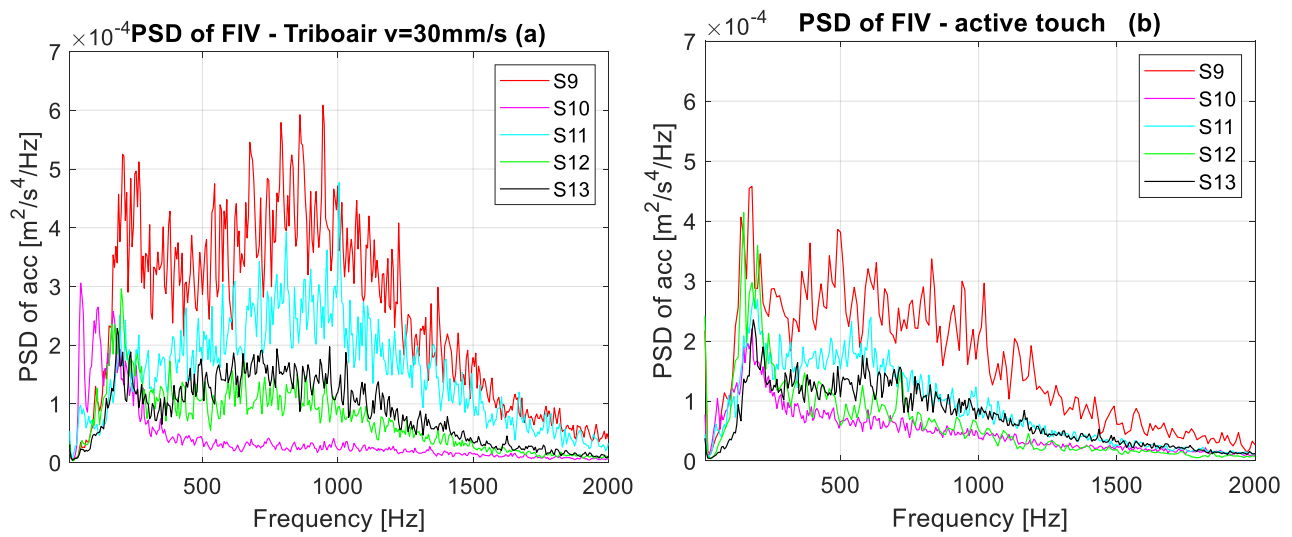 ×10⁻⁴ PSD of FIV - Triboair v=30mm/s (a)
7
6
5
4
3
2
1
0
PSD of acc [m²/s⁴/Hz]
S9
S10
S11
S12
S13
500
1000
1500
2000
Frequency [Hz]
×10⁻⁴ PSD of FIV - active touch (b)
7
6
5
4
3
2
1
0
PSD of acc [m²/s⁴/Hz]
S9
S10
S11
S12
S13
500
1000
1500
2000
Frequency [Hz]